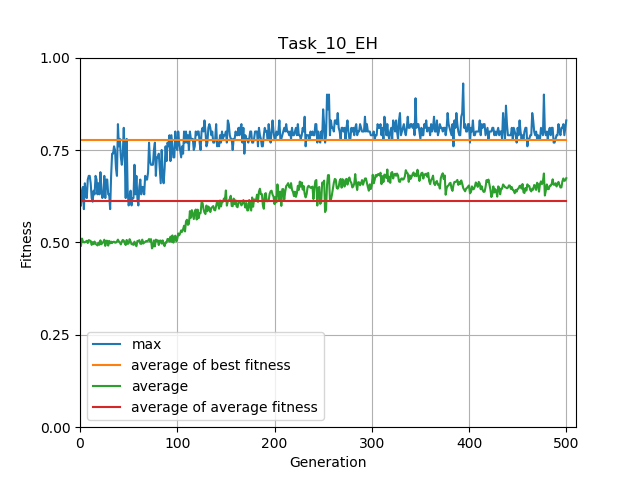 Task_10_EH
1.00
0.75
0.50
0.25
0.00
Fitness
max
average of best fitness
average
average of average fitness
0 100 200 300 400 500
Generation